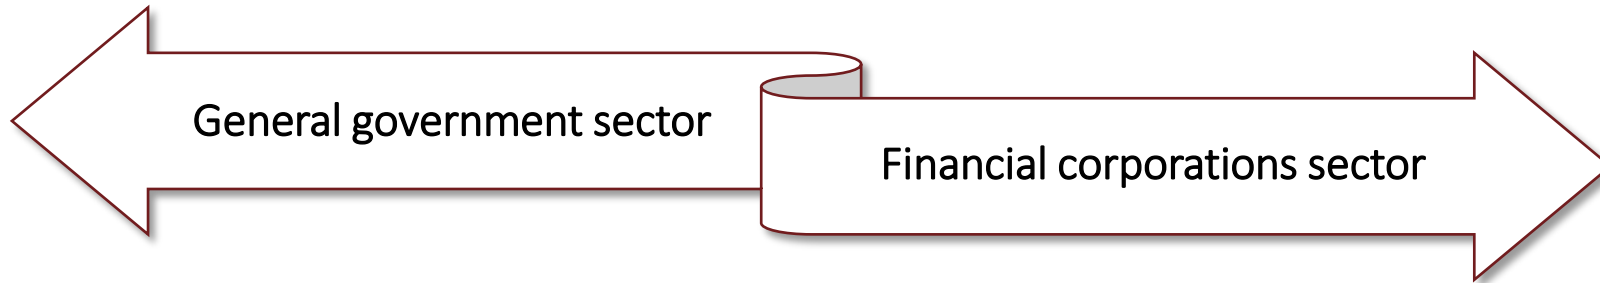 General government sector
Financial corporations sector